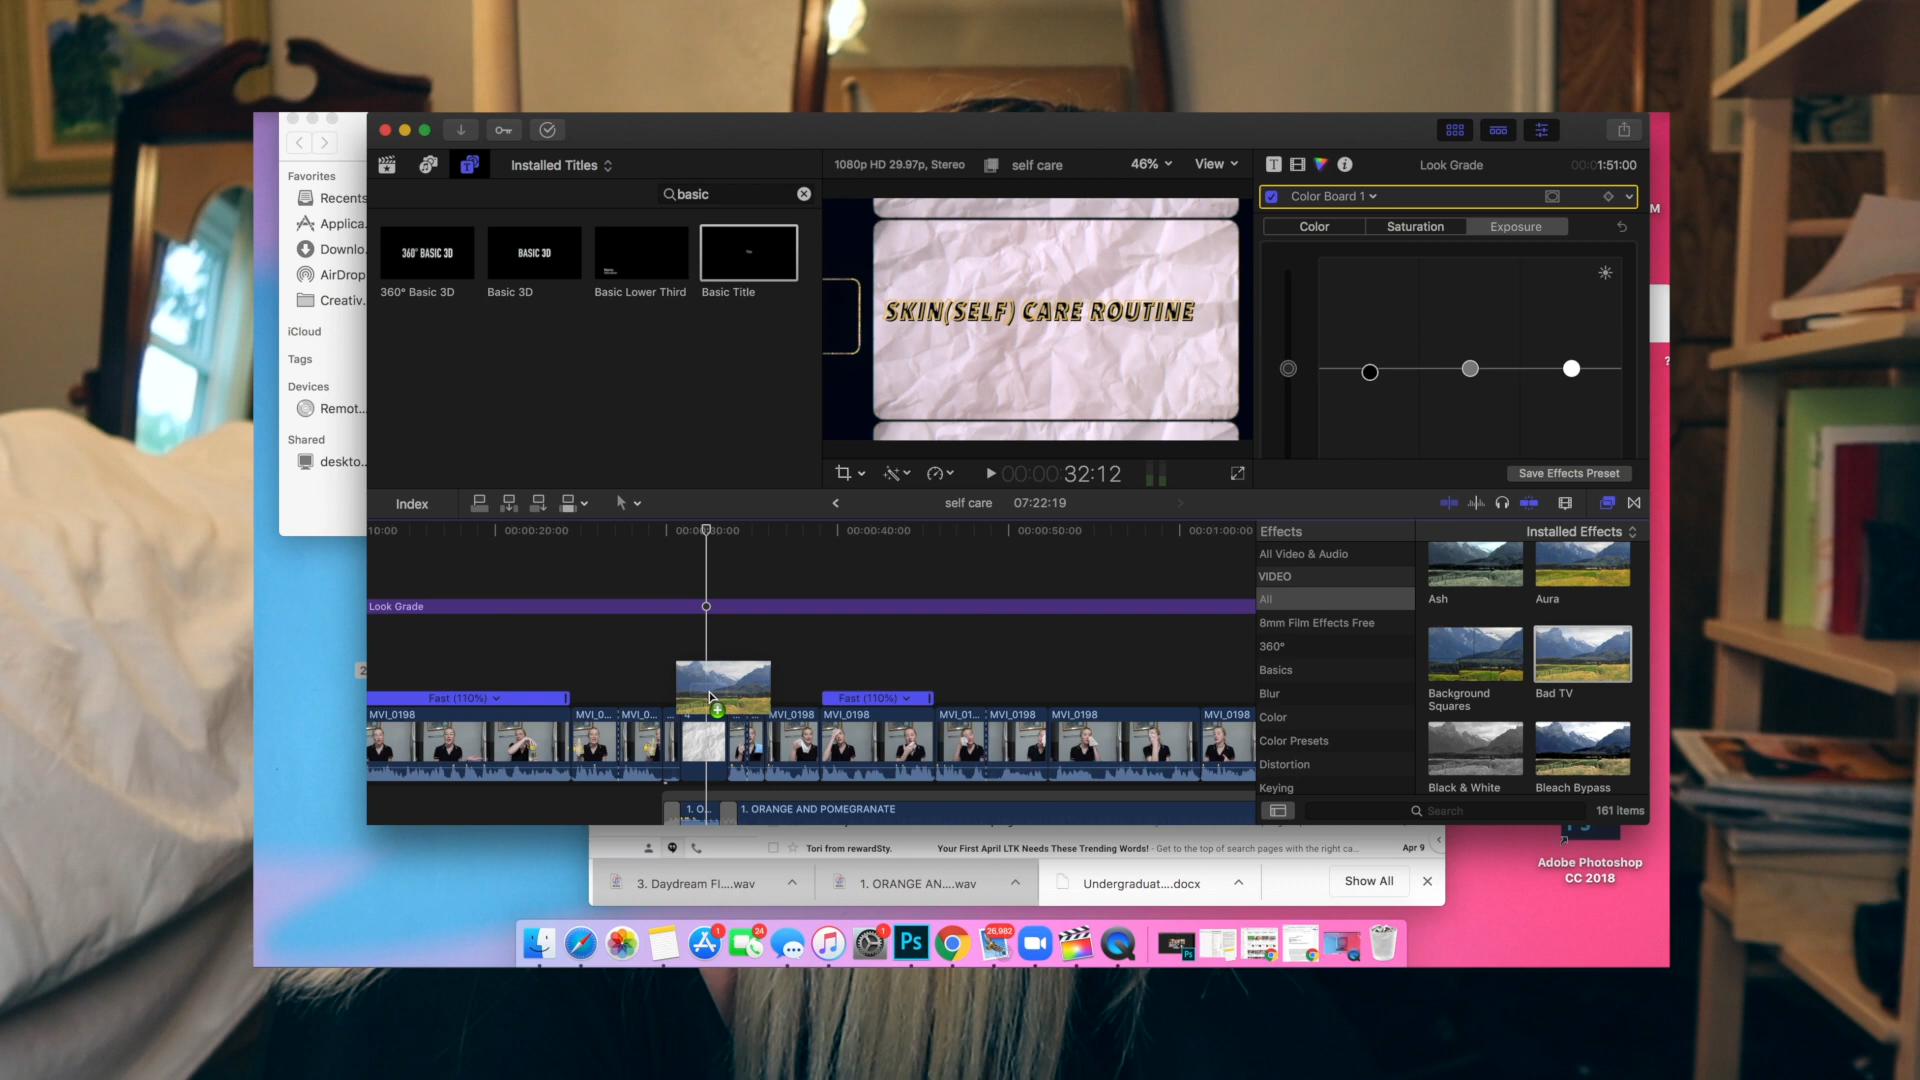 Installed Titles
1080p HD 29.97p, Stereo
self care
46%
View
Look Grade
00:01:51:00
Favorites
Recents
Applica.
Downlo.
AirDrop
Creativ.
iCloud
Tags
Devices
Remot...
Shared
deskto..
basic
360° BASIC 3D
BASIC 3D
360° Basic 3D
Basic 3D
Basic Lower Third
Basic Title
SKIN(SELF) CARE ROUTINE
Color Board 1
Color
Saturation
Exposure
M
?
Save Effects Preset
00:00:32:12
Index
self care
07:22:19
10:00
00:00:20:00
00:00:30:00
00:00:40:00
00:00:50:00
00:01:00:00
Look Grade
Fast (110%)
Fast (110%)
MVI_0198
MVI_0...
MVI_0...
...
4
...
...
MVI_0198
MVI_0198
MVI_01...
MVI_0198
MVI_0198
MVI_0198
1. O...
1. ORANGE AND POMEGRANATE
Effects
Installed Effects
All Video & Audio
VIDEO
All
8mm Film Effects Free
360°
Basics
Blur
Color
Color Presets
Distortion
Keying
Ash
Aura
Background
Squares
Bad TV
Black & White
Bleach Bypass
Search
161 items
2
Tori from rewardSty.
Your First April LTK Needs These Trending Words! - Get to the top of search pages with the right ca...
Apr 9
3. Daydream Fl....wav
1. ORANGE AN....wav
Undergraduat....docx
Show All
Adobe Photoshop
CC 2018
1
24
1
Ps
26,982
Ps